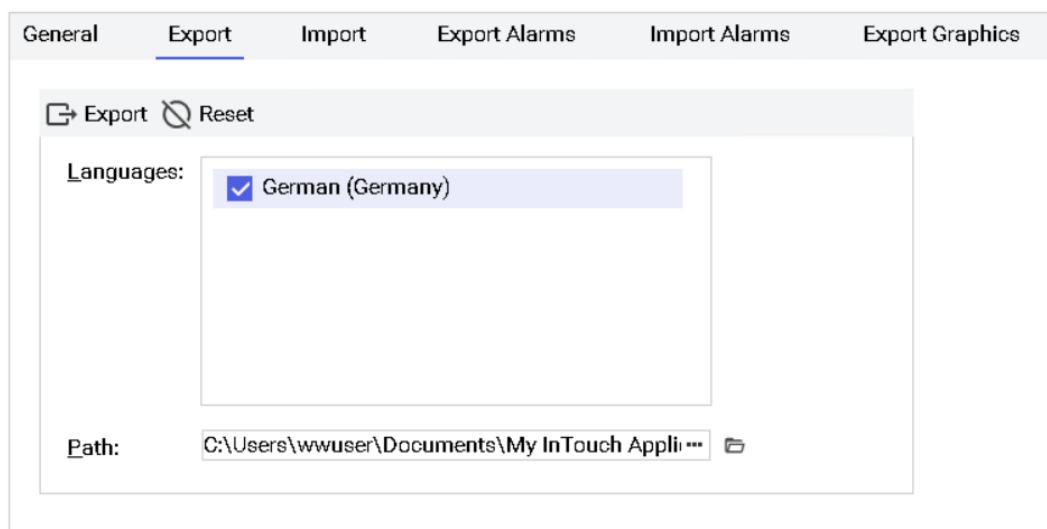 General Export Import Export Alarms Import Alarms Export Graphics
Export Reset
Languages:
German (Germany)
Path: C:\Users\wwuser\Documents\My InTouch